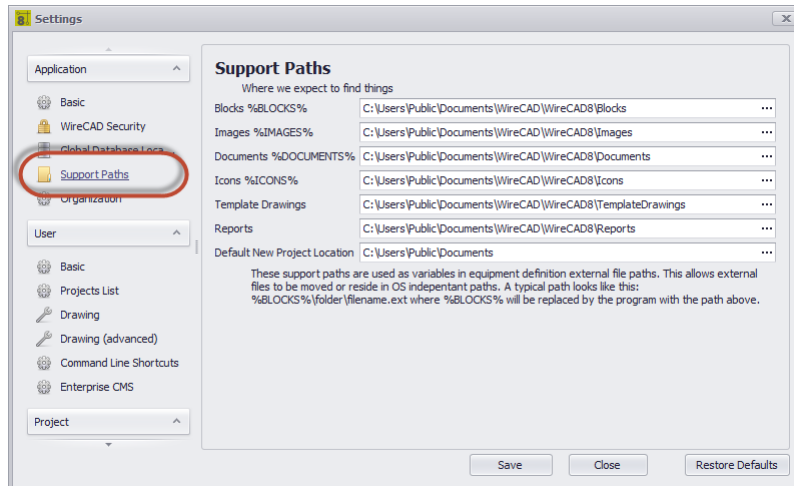 8 Settings
Application
Basic
WireCAD Security
Global Database Loca...
Support Paths
Organization
User
Basic
Projects List
Drawing
Drawing (advanced)
Command Line Shortcuts
Enterprise CMS
Project
Support Paths
Where we expect to find things
Blocks %BLOCKS% C:\Users\Public\Documents\WireCAD\WireCAD8\Blocks ...
Images %IMAGES% C:\Users\Public\Documents\WireCAD\WireCAD8\Images ...
Documents %DOCUMENTS% C:\Users\Public\Documents\WireCAD\WireCAD8\Documents ...
Icons %ICONS% C:\Users\Public\Documents\WireCAD\WireCAD8\Icons ...
Template Drawings C:\Users\Public\Documents\WireCAD\WireCAD8\TemplateDrawings ...
Reports C:\Users\Public\Documents\WireCAD\WireCAD8\Reports ...
Default New Project Location C:\Users\Public\Documents ...
These support paths are used as variables in equipment definition external file paths. This allows external
files to be moved or reside in OS indepentant paths. A typical path looks like this:
%BLOCKS%\folder\filename.ext where %BLOCKS% will be replaced by the program with the path above.
Save Close Restore Defaults